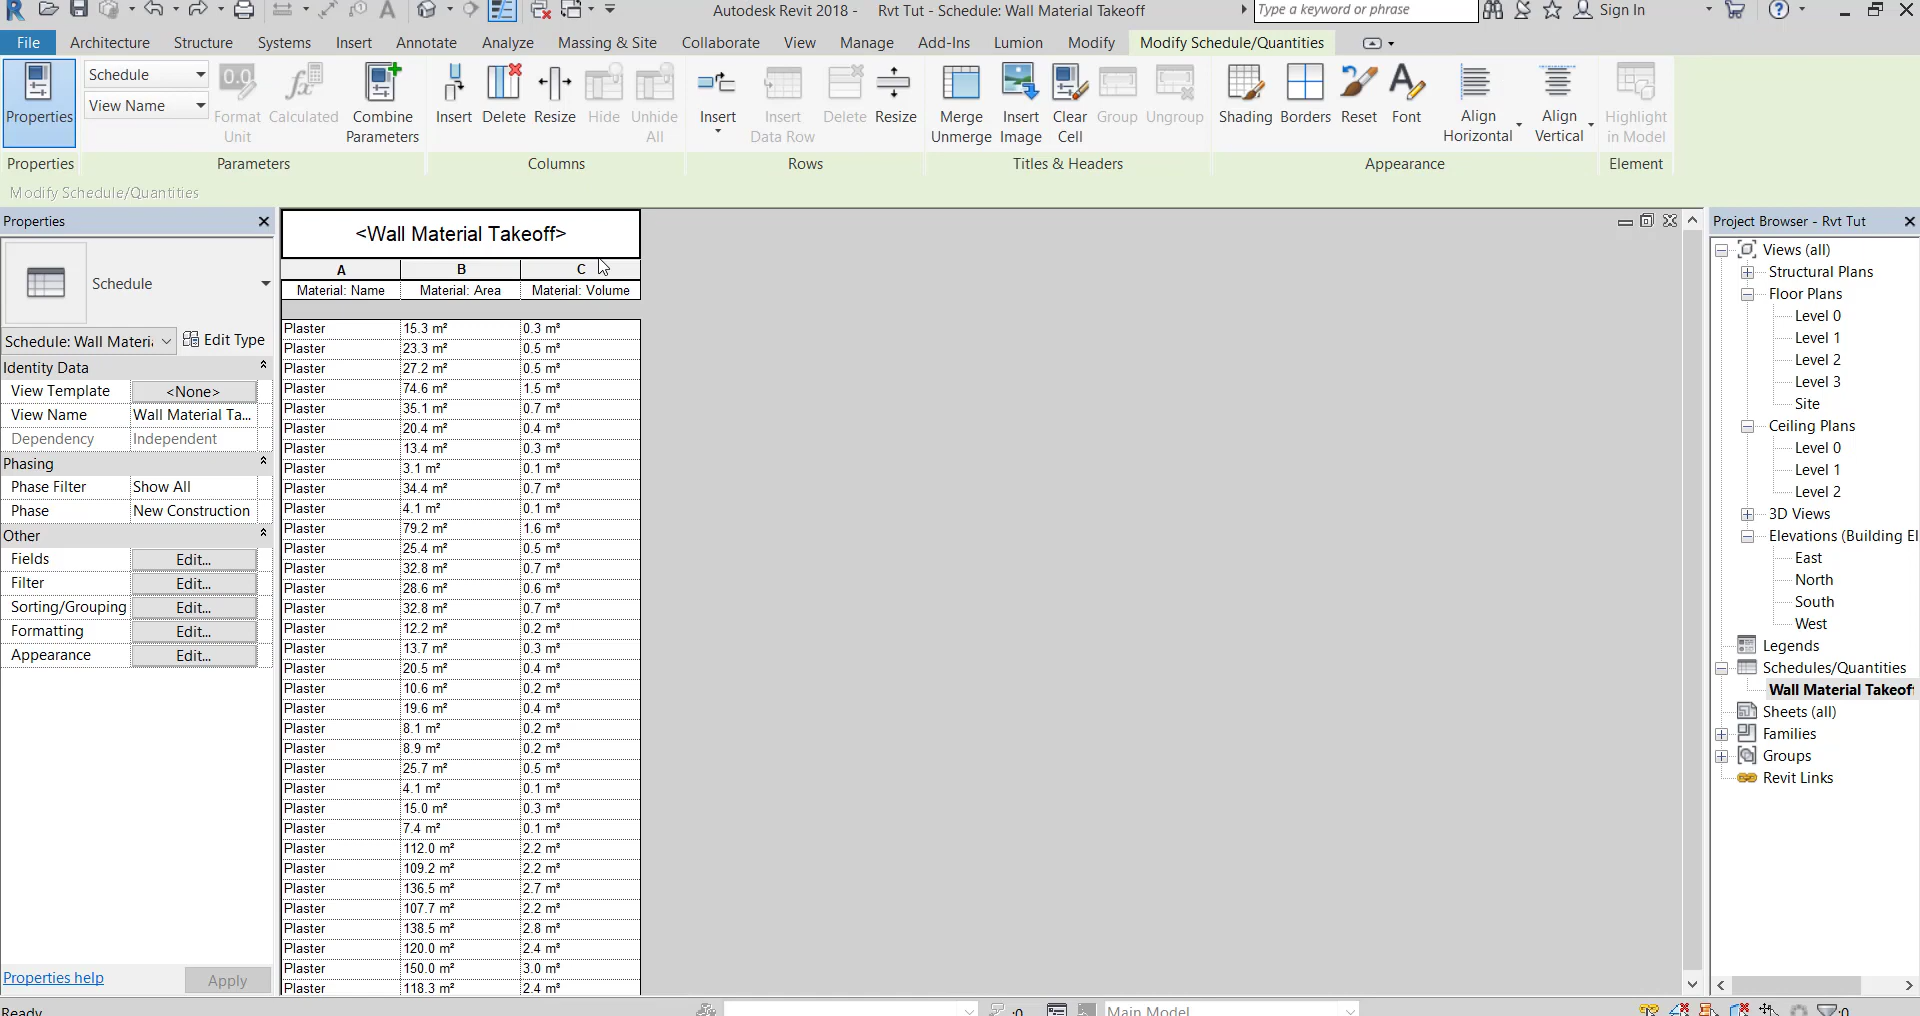 Autodesk Revit 2018 - Rvt Tut - Schedule: Wall Material Takeoff
Type a keyword or phrase
Sign In
File Architecture Structure Systems Insert Annotate Analyze Massing & Site Collaborate View Manage Add-Ins Lumion Modify Modify Schedule/Quantities
Properties
Schedule
View Name
Format Unit
Calculated
Combine Parameters
Insert
Delete
Resize
Hide
Unhide All
Insert
Insert Data Row
Delete
Resize
Merge Unmerge
Insert Image
Clear Cell
Group
Ungroup
Shading
Borders
Reset
Font
Align Horizontal
Align Vertical
Highlight in Model
Properties Parameters Columns Rows Titles & Headers Appearance Element
Modify Schedule/Quantities
Properties
Schedule
Schedule: Wall Materi
Edit Type
Identity Data
View Template <None>
View Name Wall Material Ta...
Dependency Independent
Phasing
Phase Filter Show All
Phase New Construction
Other
Fields Edit...
Filter Edit...
Sorting/Grouping Edit...
Formatting Edit...
Appearance Edit...
Properties help
Apply
<Wall Material Takeoff>
A B C
Material: Name Material: Area Material: Volume
Plaster 15.3 m² 0.3 m³
Plaster 23.3 m² 0.5 m³
Plaster 27.2 m² 0.5 m³
Plaster 74.6 m² 1.5 m³
Plaster 35.1 m² 0.7 m³
Plaster 20.4 m² 0.4 m³
Plaster 13.4 m² 0.3 m³
Plaster 3.1 m² 0.1 m³
Plaster 34.4 m² 0.7 m³
Plaster 4.1 m² 0.1 m³
Plaster 79.2 m² 1.6 m³
Plaster 25.4 m² 0.5 m³
Plaster 32.8 m² 0.7 m³
Plaster 28.6 m² 0.6 m³
Plaster 32.8 m² 0.7 m³
Plaster 12.2 m² 0.2 m³
Plaster 13.7 m² 0.3 m³
Plaster 20.5 m² 0.4 m³
Plaster 10.6 m² 0.2 m³
Plaster 19.6 m² 0.4 m³
Plaster 8.1 m² 0.2 m³
Plaster 8.9 m² 0.2 m³
Plaster 25.7 m² 0.5 m³
Plaster 4.1 m² 0.1 m³
Plaster 15.0 m² 0.3 m³
Plaster 7.4 m² 0.1 m³
Plaster 112.0 m² 2.2 m³
Plaster 109.2 m² 2.2 m³
Plaster 136.5 m² 2.7 m³
Plaster 107.7 m² 2.2 m³
Plaster 138.5 m² 2.8 m³
Plaster 120.0 m² 2.4 m³
Plaster 150.0 m² 3.0 m³
Plaster 118.3 m² 2.4 m³
Project Browser - Rvt Tut
Views (all)
Structural Plans
Floor Plans
Level 0
Level 1
Level 2
Level 3
Site
Ceiling Plans
Level 0
Level 1
Level 2
3D Views
Elevations (Building El
East
North
South
West
Legends
Schedules/Quantities
Wall Material Takeof
Sheets (all)
Families
Groups
Revit Links
Ready
:0
Main Model
:0